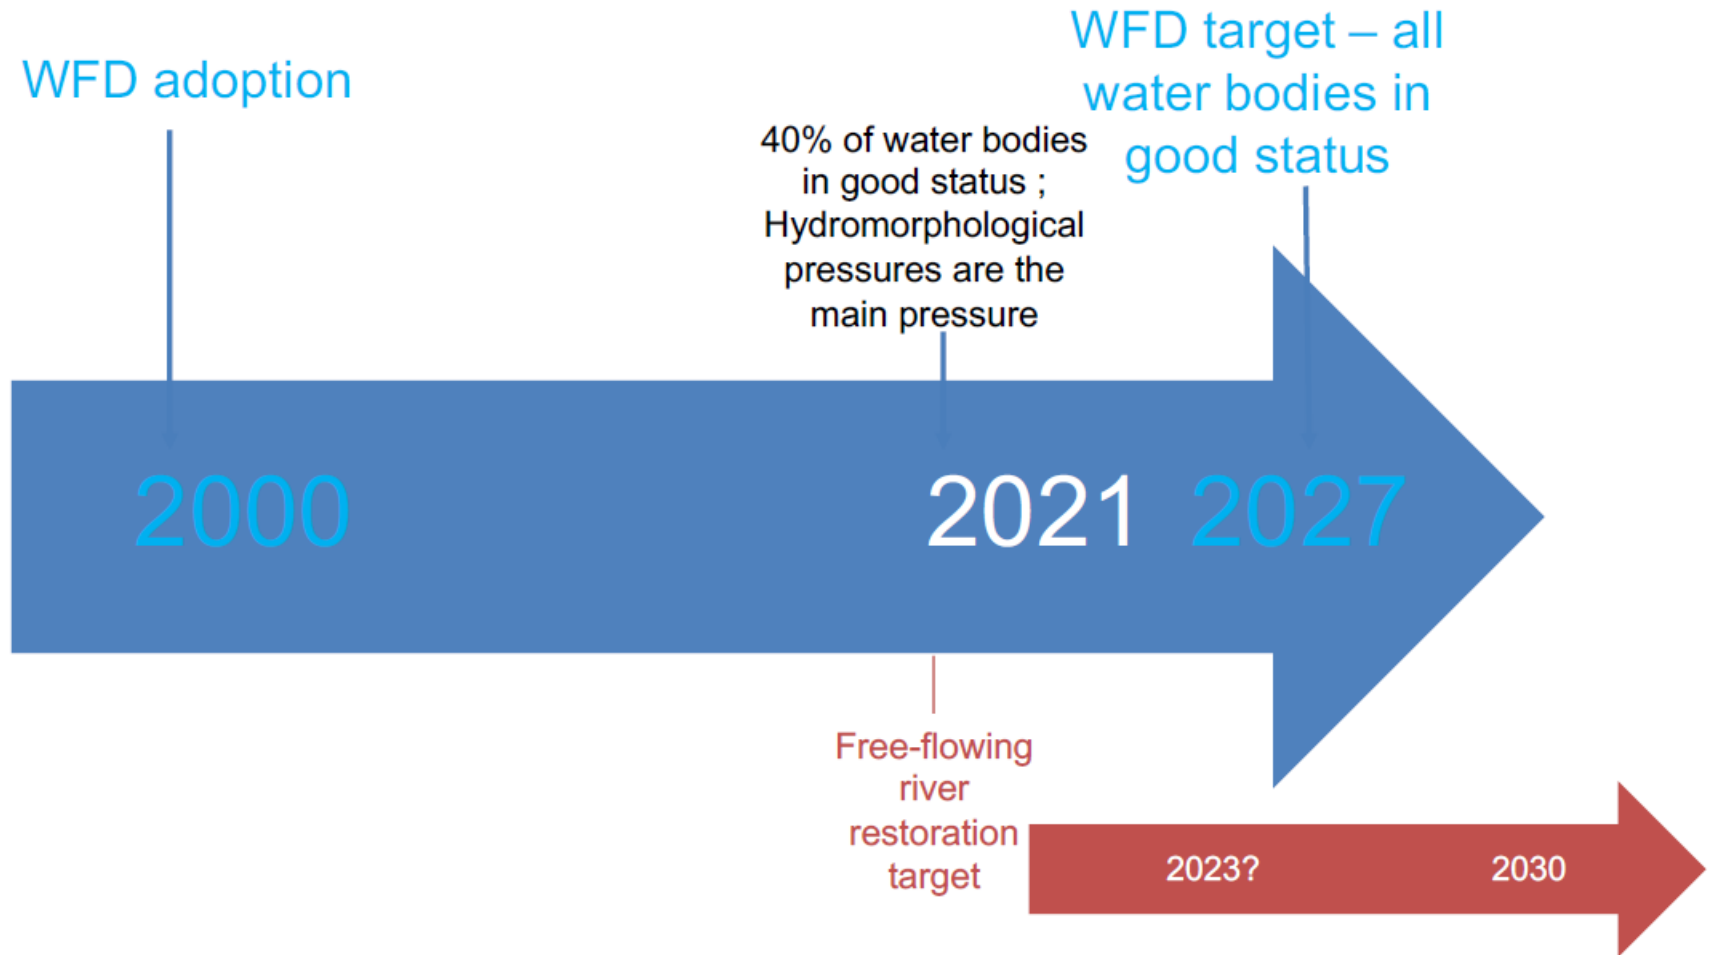 WFD adoption
40% of water bodies
in good status ;
Hydromorphological
pressures are the
main pressure
WFD target – all
water bodies in
good status
2000
2021
2027
Free-flowing
river
restoration
target
2023?
2030